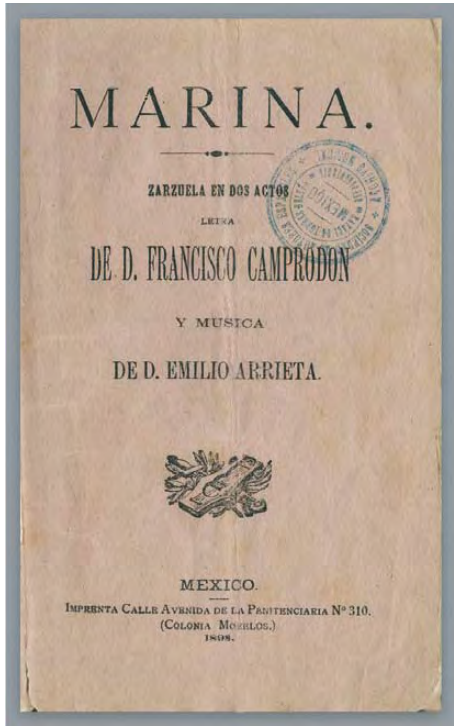 MARINA.
ZARZUELA EN DOS ACTOS
LETRA
DE D. FRANCISCO CAMPRODON
Y MUSICA
DE D. EMILIO ARRIETA.
MEXICO.
IMPRENTA CALLE AVENIDA DE LA PENITENCIARIA Nº 310.
(COLONIA MORELOS.)
1898.
MEXICO